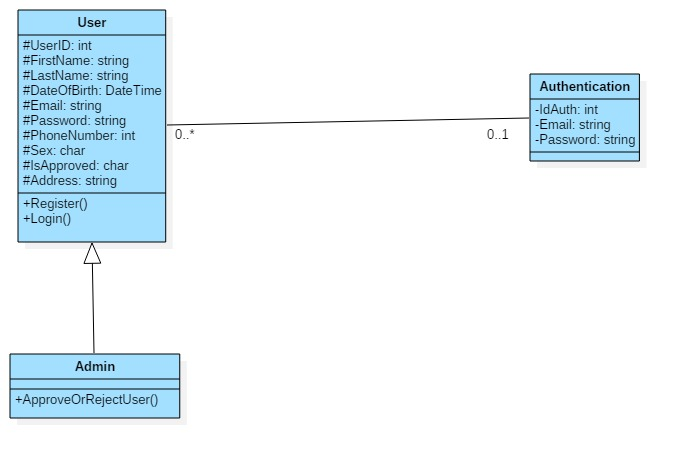 User
#UserID: int
#FirstName: string
#LastName: string
#DateOfBirth: DateTime
#Email: string
#Password: string
#PhoneNumber: int
#Sex: char
#IsApproved: char
#Address: string
+Register()
+Login()
0..*
0..1
Authentication
-IdAuth: int
-Email: string
-Password: string
Admin
+ApproveOrRejectUser()